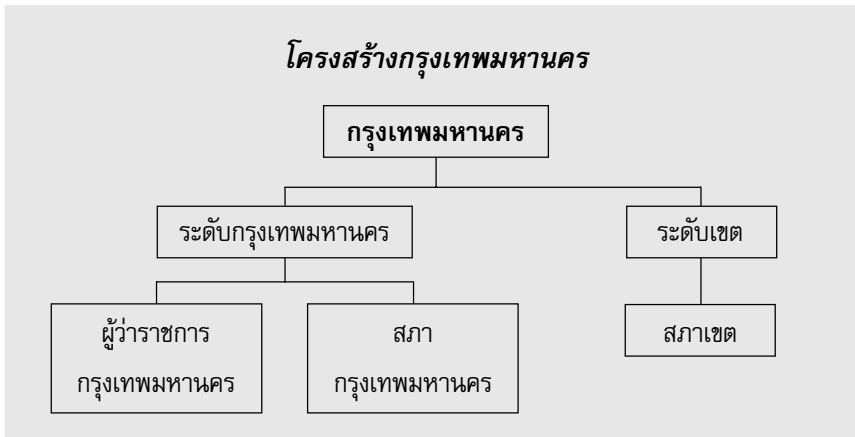 โครงสร้างกรุงเทพมหานคร
กรุงเทพมหานคร
ระดับกรุงเทพมหานคร
ระดับเขต
ผู้ว่าราชการ
กรุงเทพมหานคร
สภา
กรุงเทพมหานคร
สภาเขต